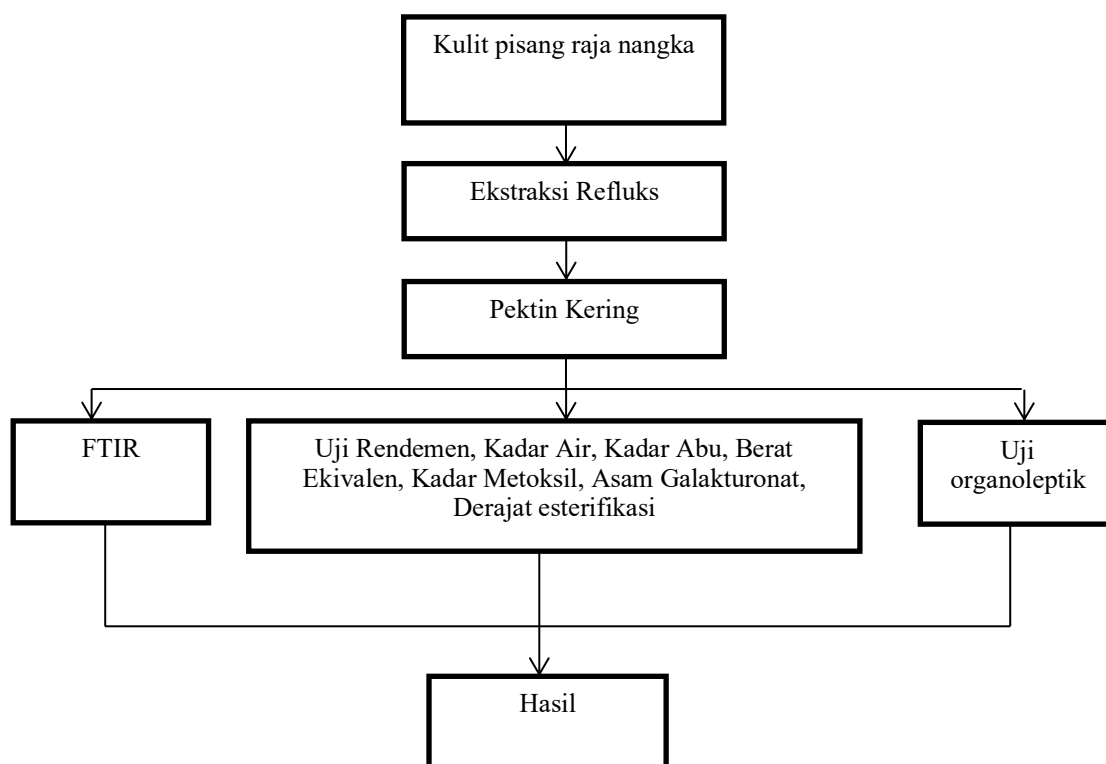 Kulit pisang raja nangka
Ekstraksi Refluks
Pektin Kering
FTIR
Uji Rendemen, Kadar Air, Kadar Abu, Berat
Ekivalen, Kadar Metoksil, Asam Galakturonat,
Derajat esterifikasi
Uji
organoleptik
Hasil